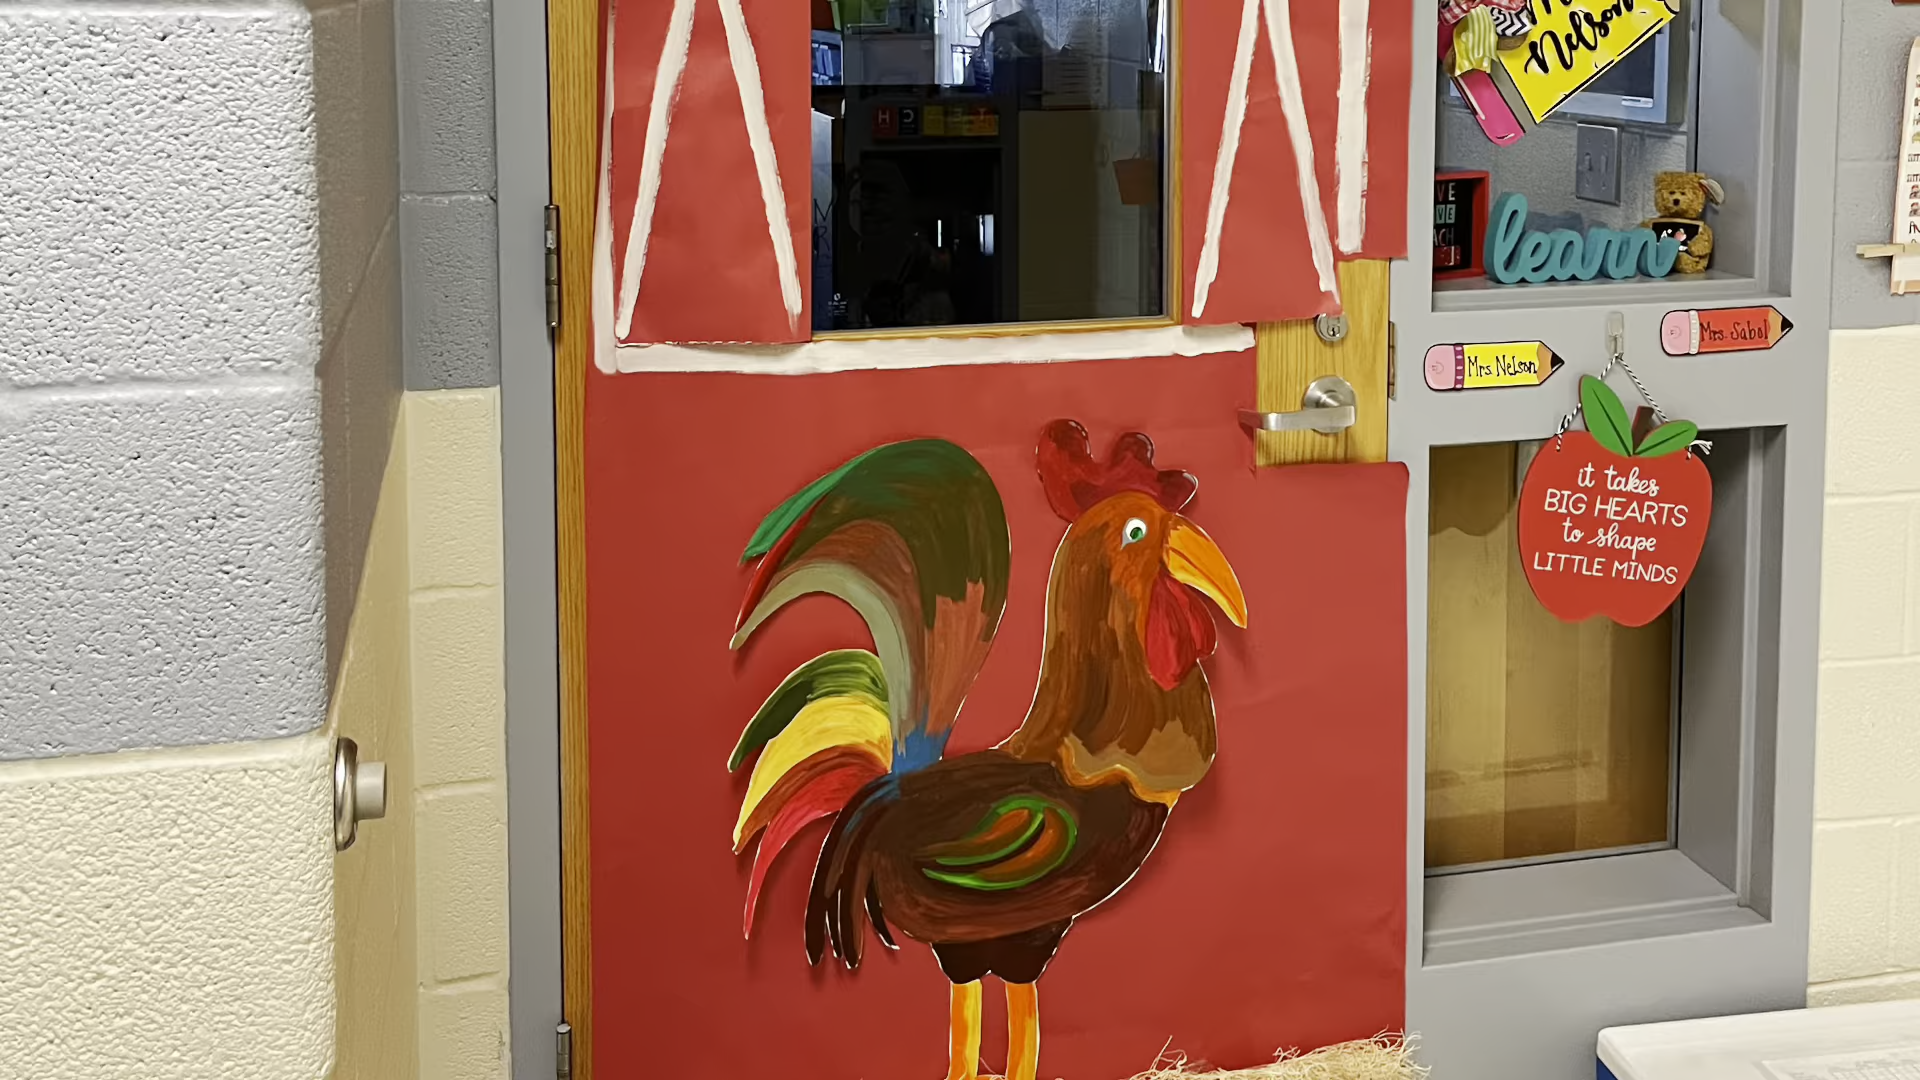 Nelson
learn
Mrs. Nelson
Mrs. Sabol
it takes
BIG HEARTS
to shape
LITTLE MINDS